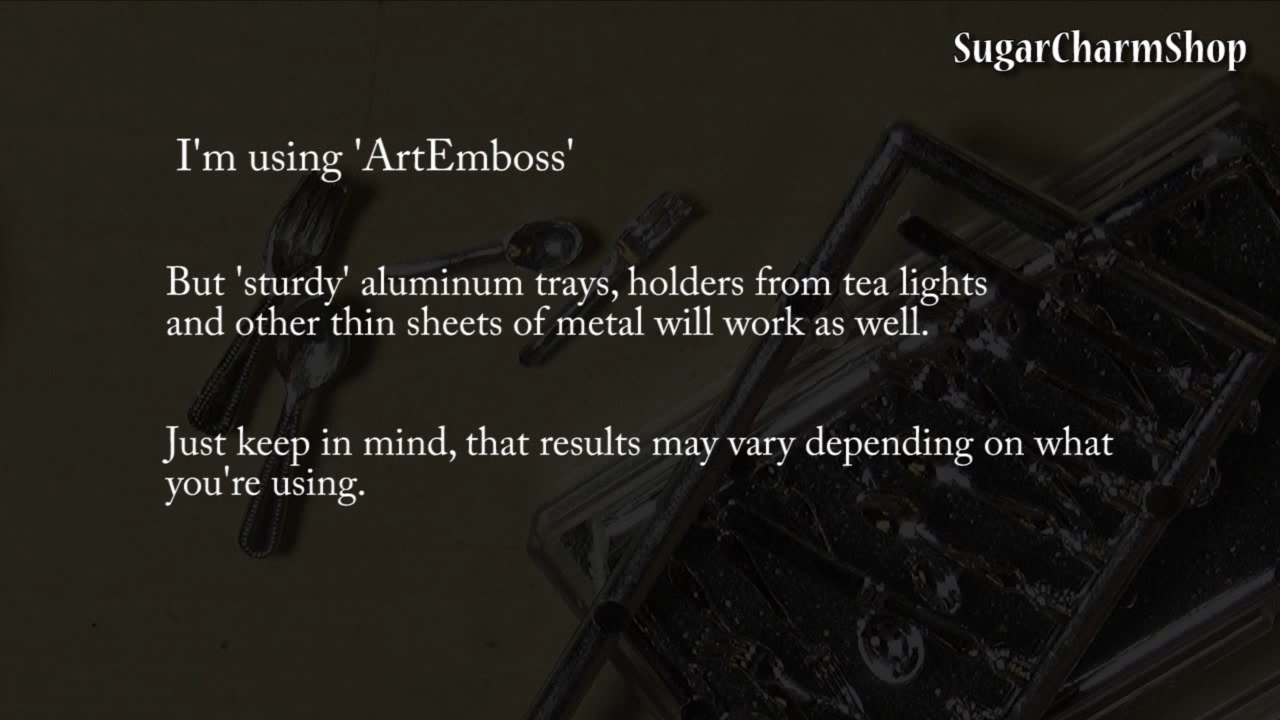 SugarCharmShop
I'm using 'ArtEmboss'
But 'sturdy' aluminum trays, holders from tea lights
and other thin sheets of metal will work as well.
Just keep in mind, that results may vary depending on what
you're using.